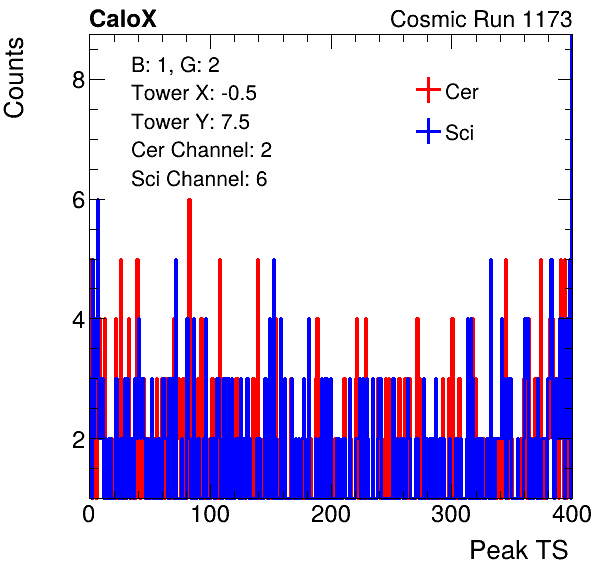 CaloX Cosmic Run 1173
Counts
B: 1, G: 2
Tower X: -0.5
Tower Y: 7.5
Cer Channel: 2
Sci Channel: 6
Cer
Sci
8
6
4
2
0 100 200 300 400
Peak TS